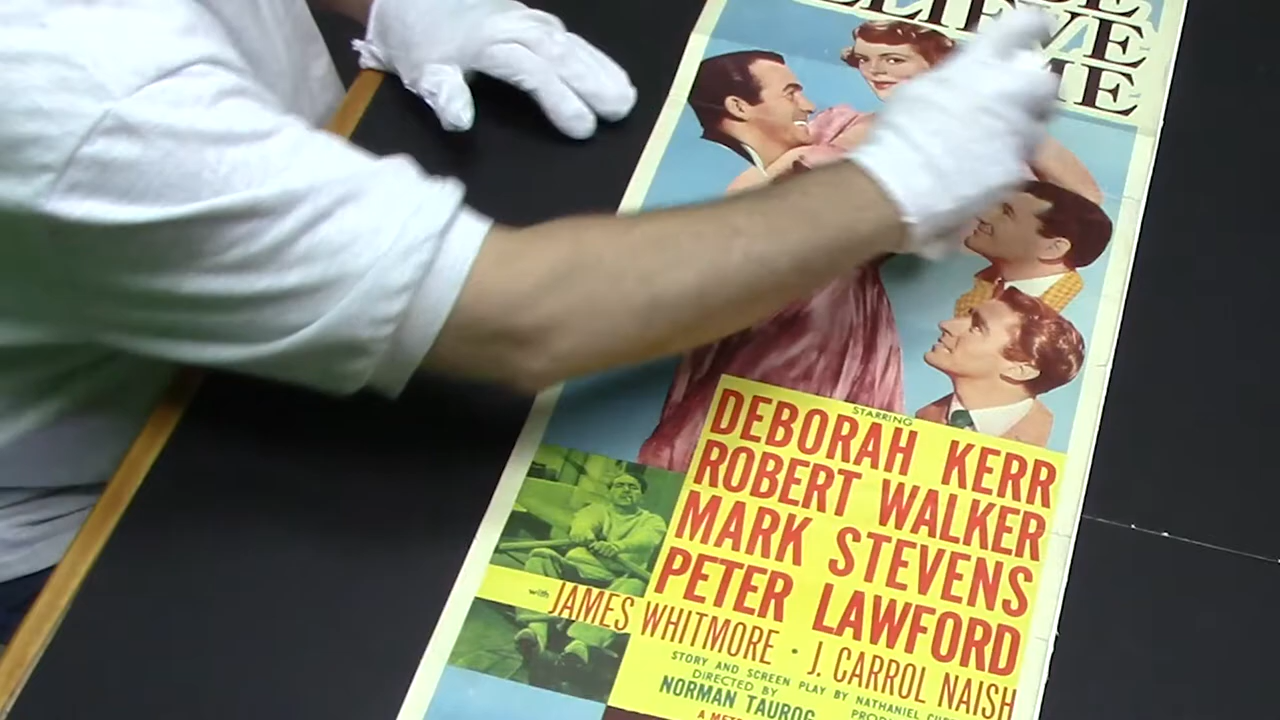 STARRING
DEBORAH KERR
ROBERT WALKER
MARK STEVENS
PETER LAWFORD
with JAMES WHITMORE • J. CARROL NAISH
STORY AND SCREEN PLAY BY NATHANIEL
DIRECTED BY
NORMAN TAUROG